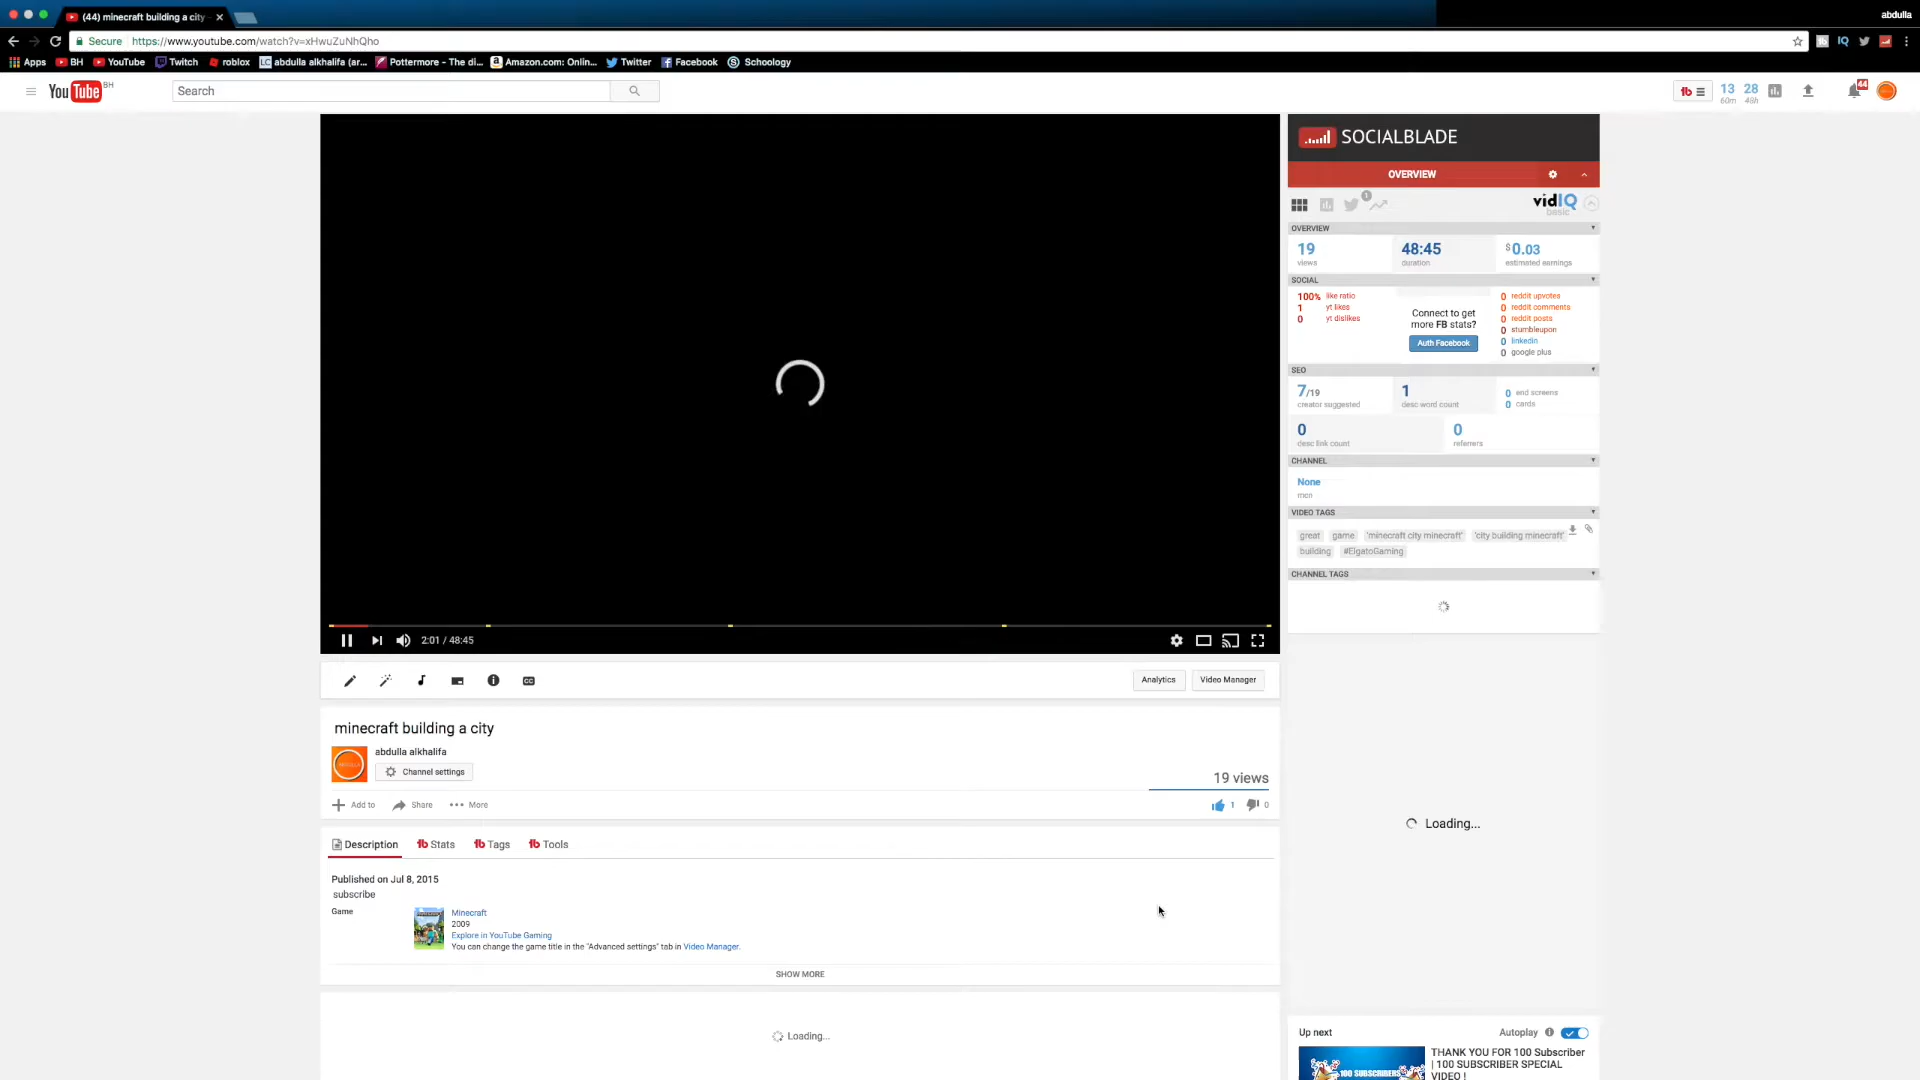 (44) minecraft building a city
abdulla
Secure https://www.youtube.com/watch?v=xHwuZuNhQho
IQ
Apps BH YouTube Twitch roblox LC abdulla alkhalifa (ar... Pottermore - The di... Amazon.com: Onlin... Twitter Facebook Schoology
YouTube BH
Search
13 28 44
60m 48h
SOCIALBLADE
OVERVIEW
1
vidIQ
basic
OVERVIEW
19 48:45 $0.03
views duration estimated earnings
SOCIAL
100% like ratio
1 yt likes
0 yt dislikes
Connect to get
more FB stats?
Auth Facebook
0 reddit upvotes
0 reddit comments
0 reddit posts
0 stumbleupon
0 linkedin
0 google plus
SEO
7/19 1
creator suggested desc word count
0 end screens
0 cards
0 0
desc link count referrers
CHANNEL
None
mcn
VIDEO TAGS
great game 'minecraft city minecraft' 'city building minecraft'
building #ElgatoGaming
CHANNEL TAGS
2:01 / 48:45
CC
Analytics Video Manager
minecraft building a city
abdulla alkhalifa
Channel settings
19 views
Add to Share More
1 0
Description Stats Tags Tools
Published on Jul 8, 2015
subscribe
Game
Minecraft
2009
Explore in YouTube Gaming
You can change the game title in the "Advanced settings" tab in Video Manager.
SHOW MORE
Loading...
Loading...
Up next Autoplay
100 SUBSCRIBERS
THANK YOU FOR 100 Subscriber
| 100 SUBSCRIBER SPECIAL
VIDEO !